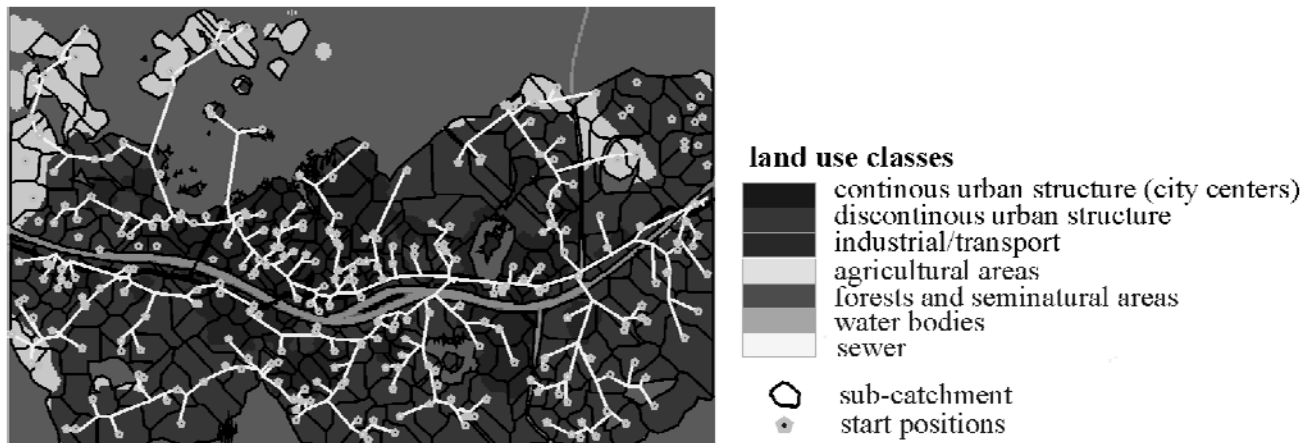 land use classes
continous urban structure (city centers)
discontinous urban structure
industrial/transport
agricultural areas
forests and seminatural areas
water bodies
sewer
sub-catchment
start positions